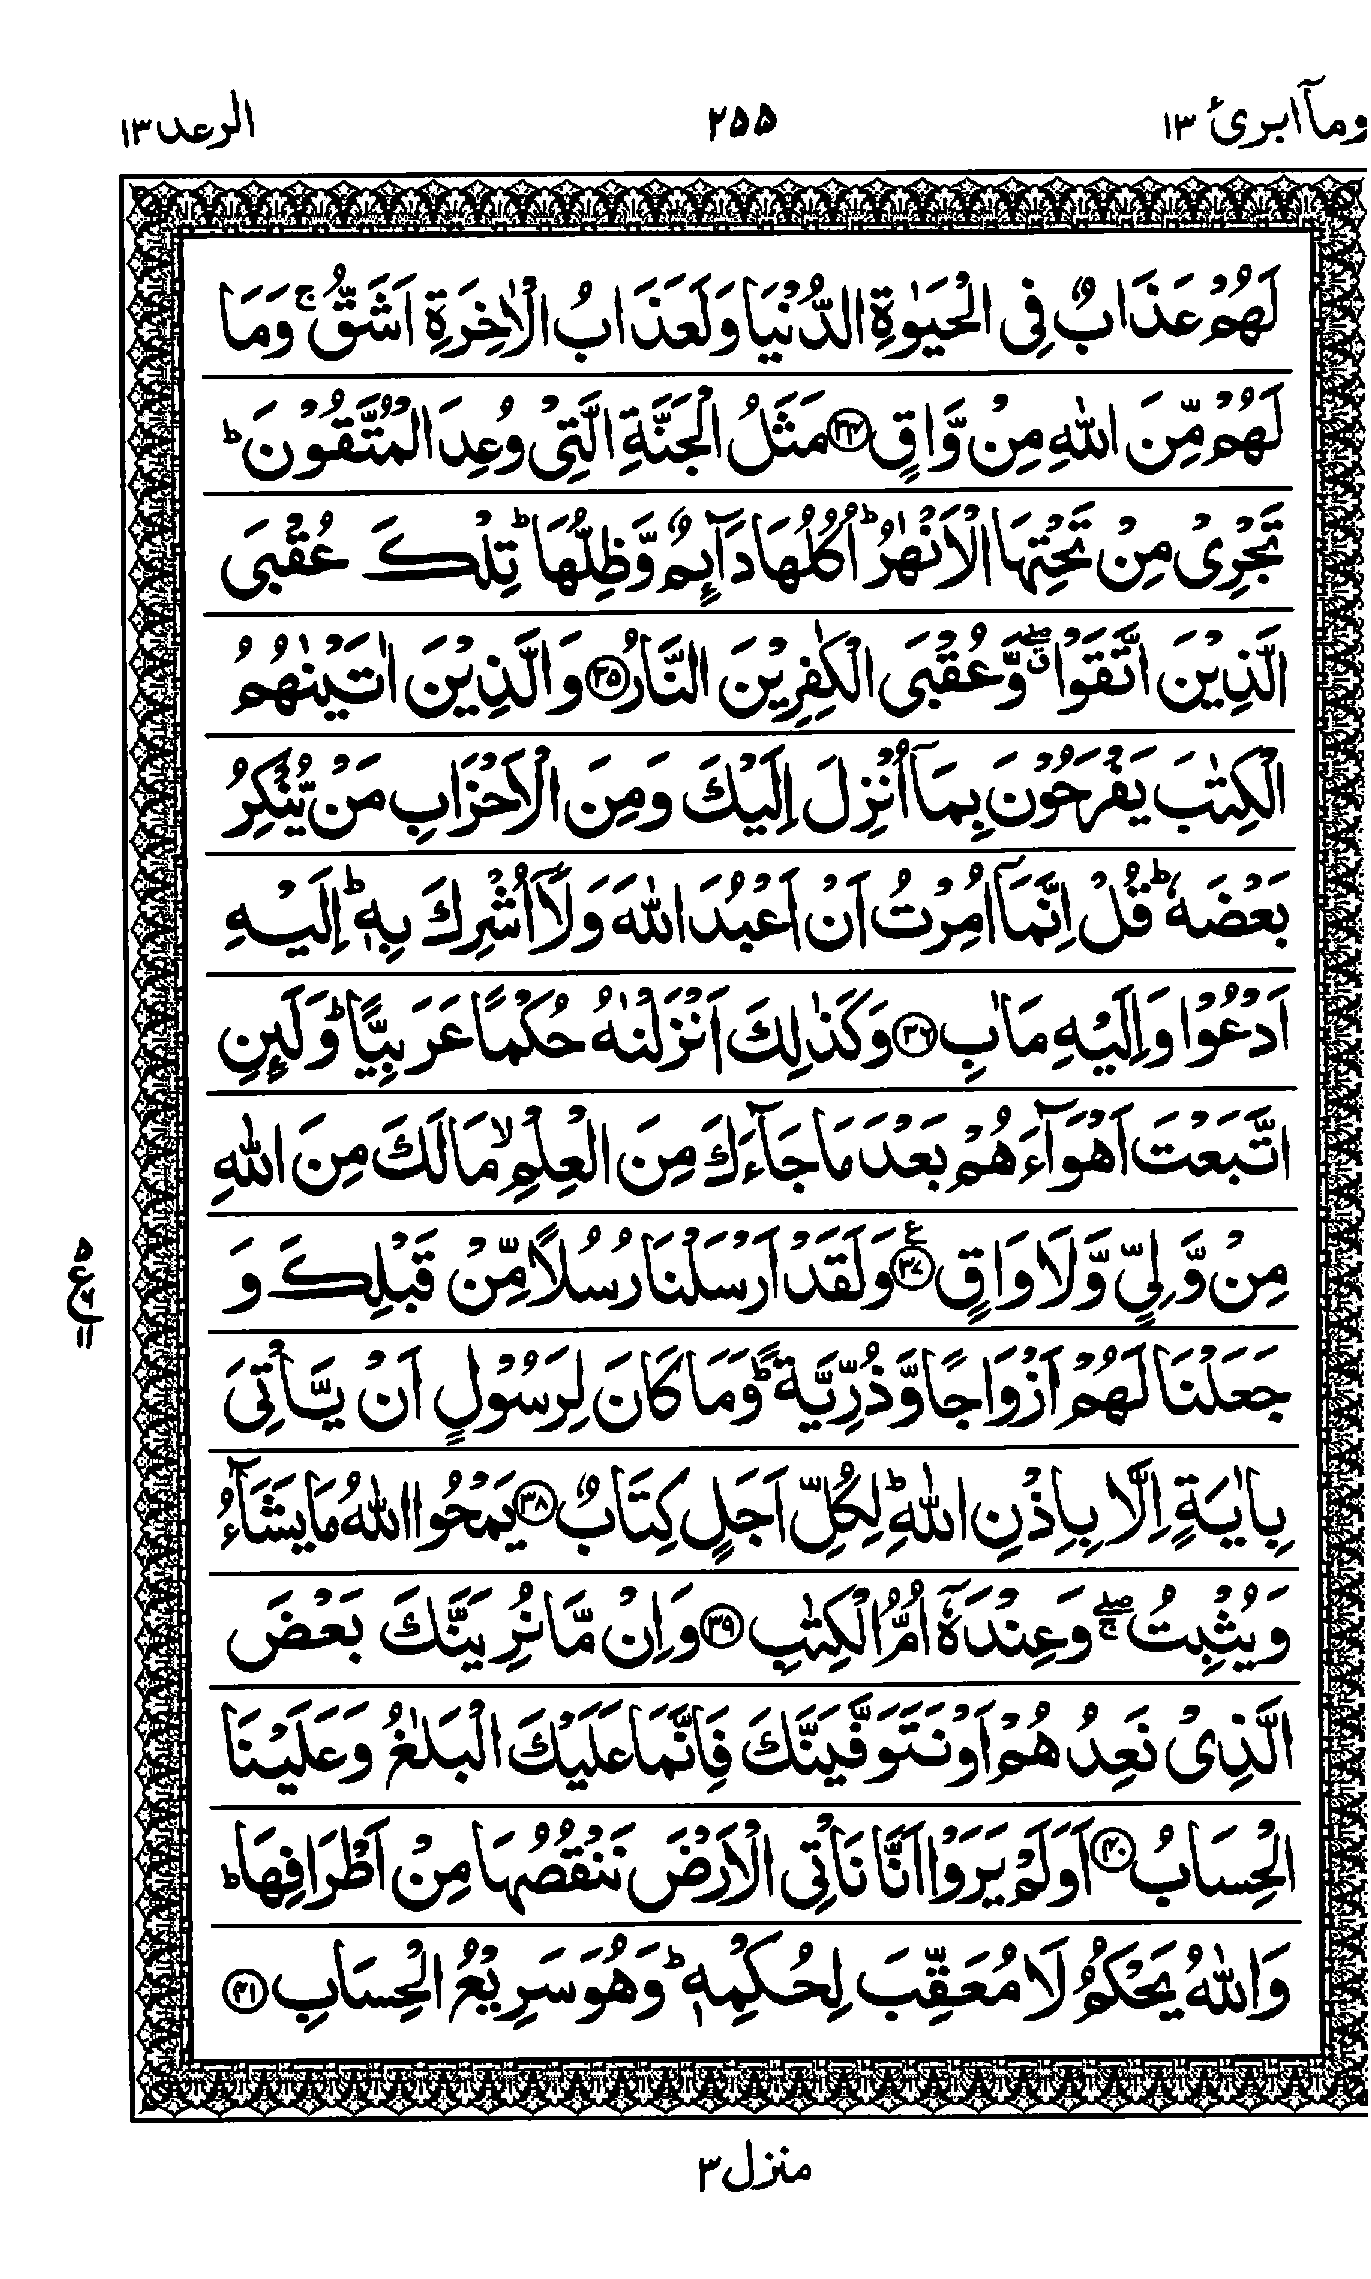 ومآ ابرئ ١٣
٢٥٥
الرعد ١٣
لَهُمْ عَذَابٌ فِي الْحَيٰوةِ الدُّنْيَا وَلَعَذَابُ الْاٰخِرَةِ اَشَقُّ ۚ وَمَا
لَهُمْ مِّنَ اللّٰهِ مِنْ وَّاقٍ ﴿٣٤﴾ مَثَلُ الْجَنَّةِ الَّتِيْ وُعِدَ الْمُتَّقُوْنَ ؕ
تَجْرِيْ مِنْ تَحْتِهَا الْاَنْهٰرُ ؕ اُكُلُهَا دَآىِٕمٌ وَّظِلُّهَا ؕ تِلْكَ عُقْبَى
الَّذِيْنَ اتَّقَوْا ۖۗ وَّعُقْبَى الْكٰفِرِيْنَ النَّارُ ﴿٣٥﴾ وَالَّذِيْنَ اٰتَيْنٰهُمُ
الْكِتٰبَ يَفْرَحُوْنَ بِمَآ اُنْزِلَ اِلَيْكَ وَمِنَ الْاَحْزَابِ مَنْ يُّنْكِرُ
بَعْضَهٗ ؕ قُلْ اِنَّمَآ اُمِرْتُ اَنْ اَعْبُدَ اللّٰهَ وَلَآ اُشْرِكَ بِهٖ ؕ اِلَيْهِ
اَدْعُوْا وَاِلَيْهِ مَاٰبِ ﴿٣٦﴾ وَكَذٰلِكَ اَنْزَلْنٰهُ حُكْمًا عَرَبِيًّا ؕ وَلَىِٕنِ
اتَّبَعْتَ اَهْوَآءَهُمْ بَعْدَ مَا جَآءَكَ مِنَ الْعِلْمِ ۙ مَا لَكَ مِنَ اللّٰهِ
مِنْ وَّلِيٍّ وَّلَا وَاقٍ ﴿٣٧﴾ ع وَلَقَدْ اَرْسَلْنَا رُسُلًا مِّنْ قَبْلِكَ وَ
٥
ع ٦
١١
جَعَلْنَا لَهُمْ اَزْوَاجًا وَّذُرِّيَّةً ؕ وَمَا كَانَ لِرَسُوْلٍ اَنْ يَّاْتِيَ
بِاٰيَةٍ اِلَّا بِاِذْنِ اللّٰهِ ؕ لِكُلِّ اَجَلٍ كِتَابٌ ﴿٣٨﴾ يَمْحُوا اللّٰهُ مَا يَشَآءُ
وَيُثْبِتُ ۖۚ وَعِنْدَهٗٓ اُمُّ الْكِتٰبِ ﴿٣٩﴾ وَاِنْ مَّا نُرِيَنَّكَ بَعْضَ
الَّذِيْ نَعِدُهُمْ اَوْ نَتَوَفَّيَنَّكَ فَاِنَّمَا عَلَيْكَ الْبَلٰغُ وَعَلَيْنَا
الْحِسَابُ ﴿٤٠﴾ اَوَلَمْ يَرَوْا اَنَّا نَاْتِي الْاَرْضَ نَنْقُصُهَا مِنْ اَطْرَافِهَا ؕ
وَاللّٰهُ يَحْكُمُ لَا مُعَقِّبَ لِحُكْمِهٖ ؕ وَهُوَ سَرِيْعُ الْحِسَابِ ﴿٤١﴾
منزل ٣